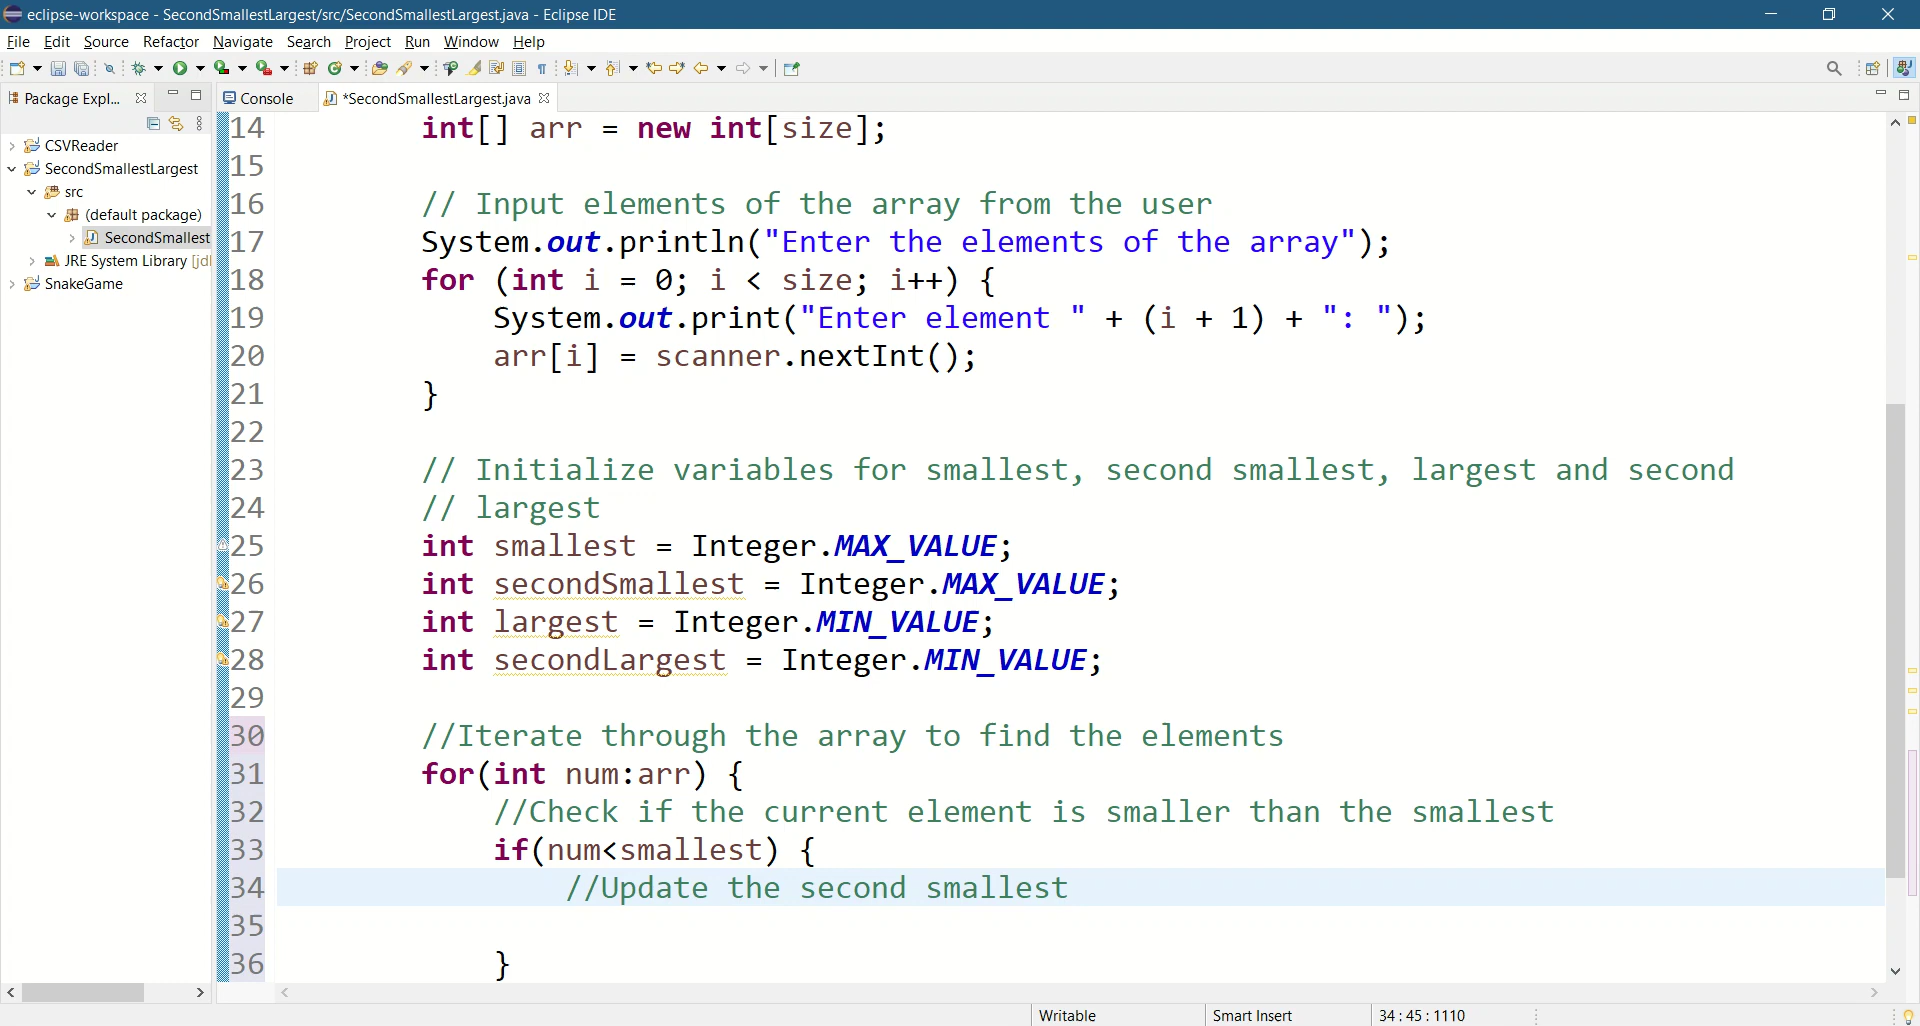 eclipse-workspace - SecondSmallestLargest/src/SecondSmallestLargest.java - Eclipse IDE
File Edit Source Refactor Navigate Search Project Run Window Help
Package Expl...
Console
*SecondSmallestLargest.java
CSVReader
SecondSmallestLargest
src
(default package)
SecondSmallest
JRE System Library [jdl
SnakeGame
14 int[] arr = new int[size];
15
16 // Input elements of the array from the user
17 System.out.println("Enter the elements of the array");
18 for (int i = 0; i < size; i++) {
19 System.out.print("Enter element " + (i + 1) + ": ");
20 arr[i] = scanner.nextInt();
21 }
22
23 // Initialize variables for smallest, second smallest, largest and second
24 // largest
25 int smallest = Integer.MAX_VALUE;
26 int secondSmallest = Integer.MAX_VALUE;
27 int largest = Integer.MIN_VALUE;
28 int secondLargest = Integer.MIN_VALUE;
29
30 //Iterate through the array to find the elements
31 for(int num:arr) {
32 //Check if the current element is smaller than the smallest
33 if(num<smallest) {
34 //Update the second smallest
35
36 }
Writable
Smart Insert
34 : 45 : 1110